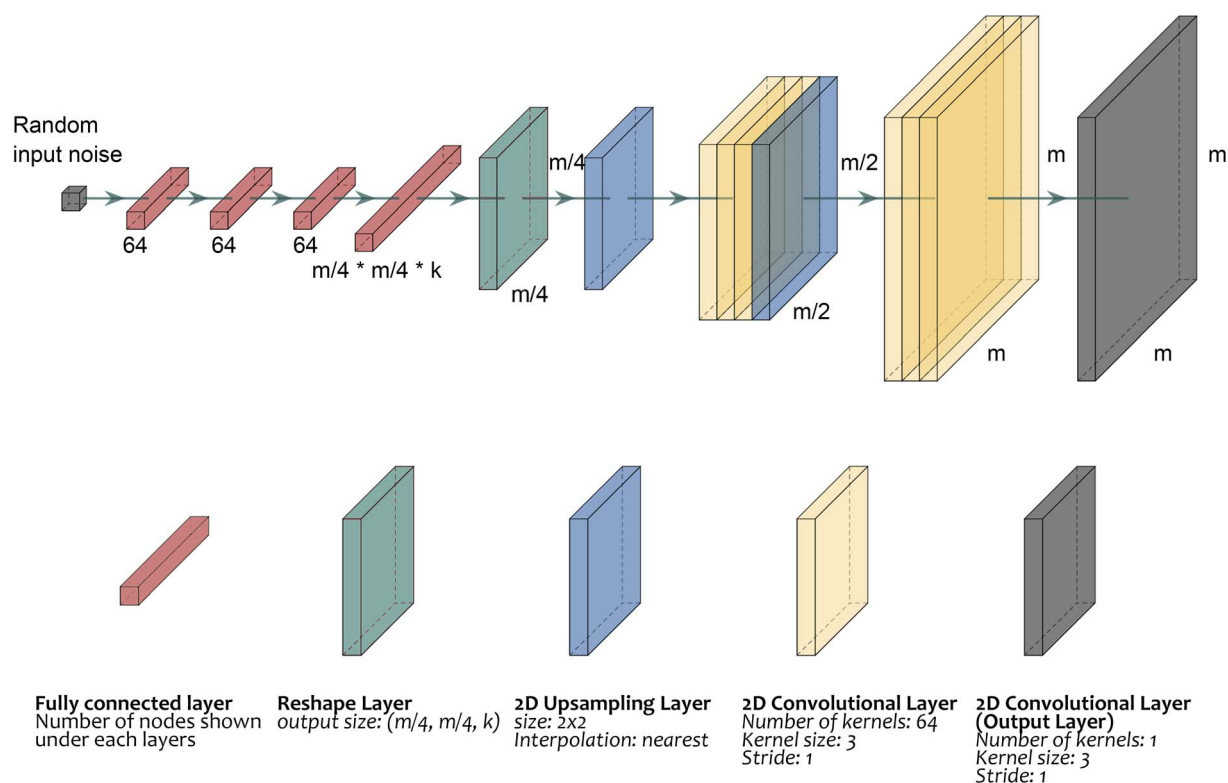 Random
input noise
64
64
64
m/4 * m/4 * k
m/4
m/4
m/2
m/2
m
m
m
m
Fully connected layer
Number of nodes shown
under each layers
Reshape Layer
output size: (m/4, m/4, k)
2D Upsampling Layer
size: 2x2
Interpolation: nearest
2D Convolutional Layer
Number of kernels: 64
Kernel size: 3
Stride: 1
2D Convolutional Layer
(Output Layer)
Number of kernels: 1
Kernel size: 3
Stride: 1